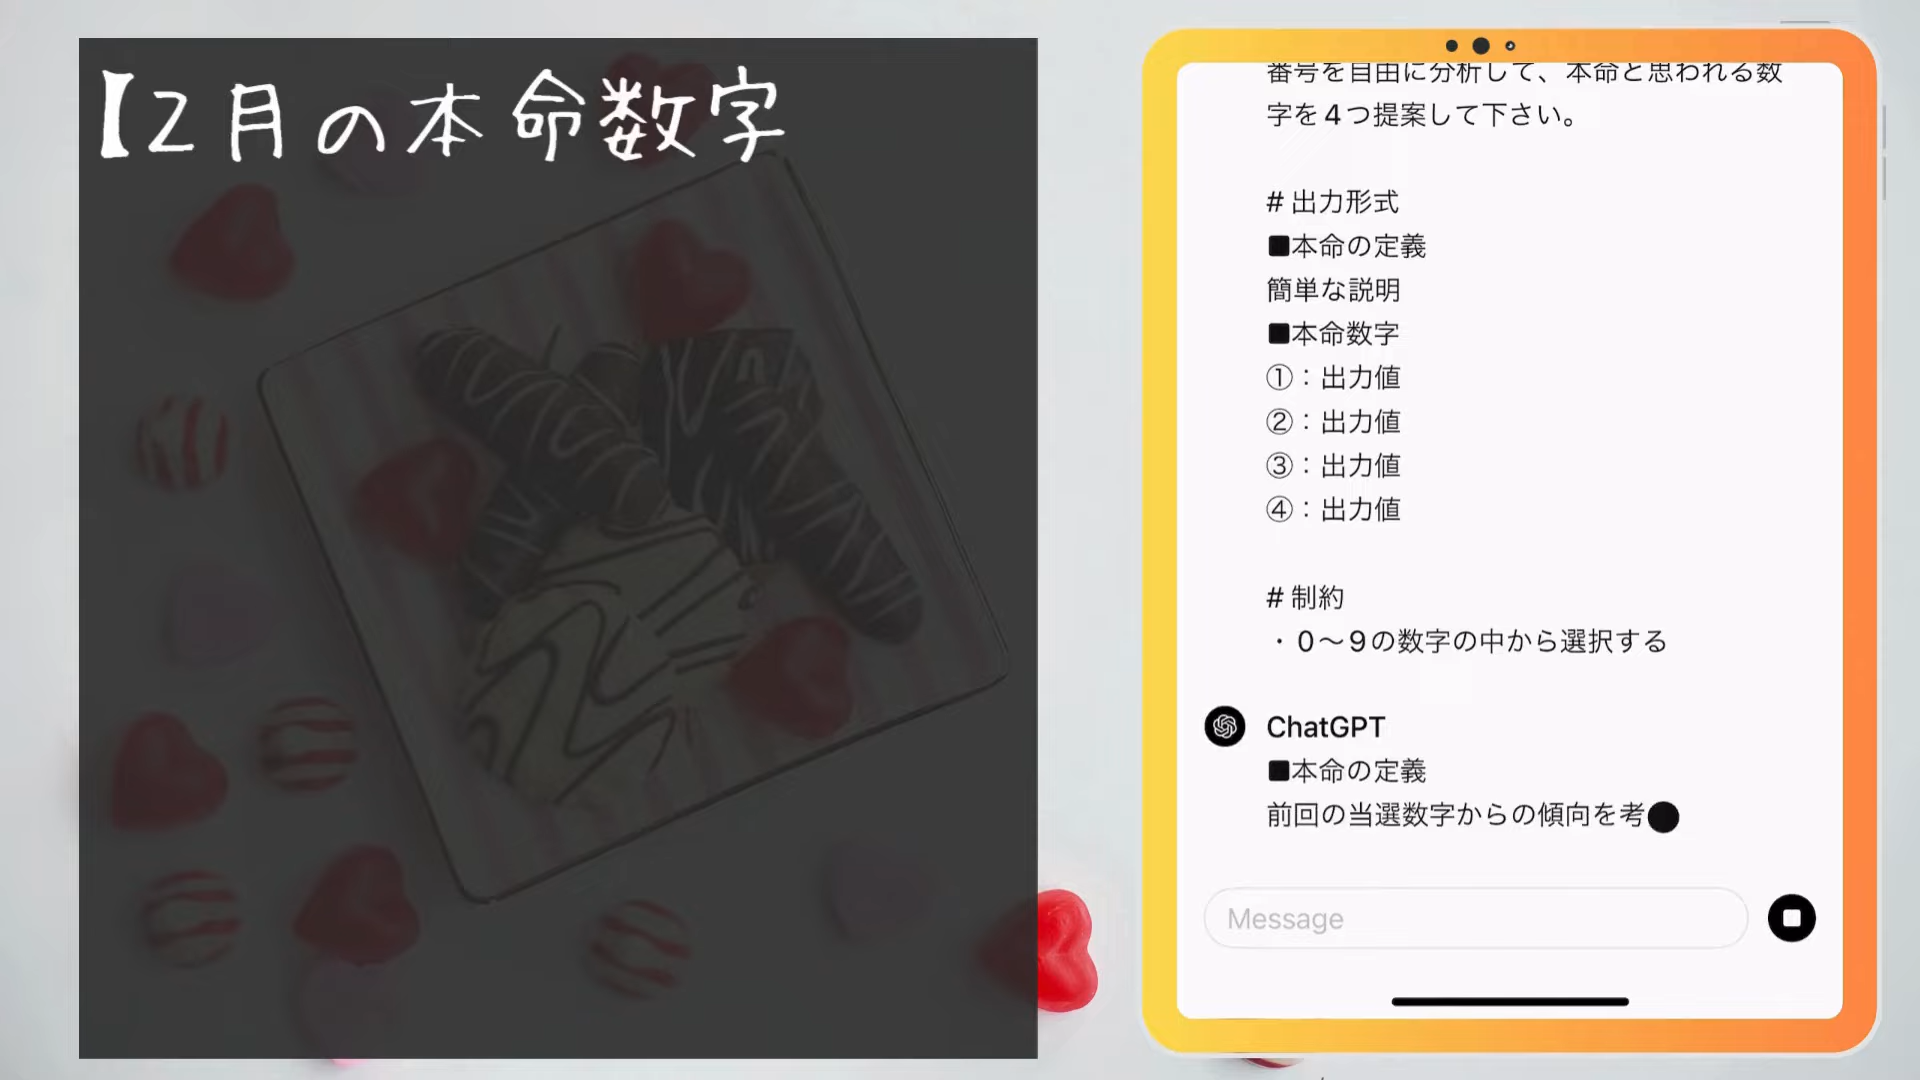 【2月の本命数字
番号を自由に分析して、本命と思われる数
字を4つ提案して下さい。
# 出力形式
■本命の定義
簡単な説明
■本命数字
①：出力値
②：出力値
③：出力値
④：出力値
# 制約
・0〜9の数字の中から選択する
ChatGPT
■本命の定義
前回の当選数字からの傾向を考
Message